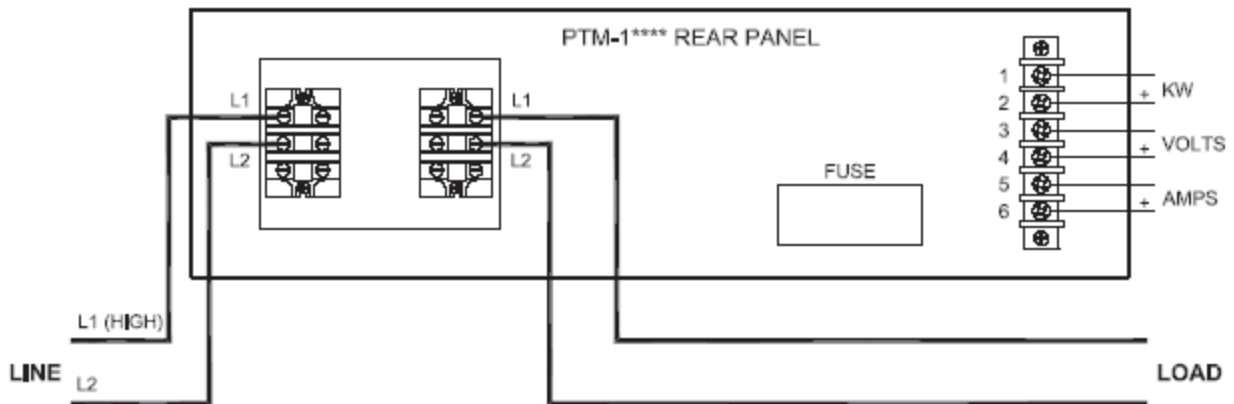 PTM-1**** REAR PANEL
L1
L2
L1
L2
1
2
3
4
5
6
+ KW
+ VOLTS
+ AMPS
FUSE
L1 (HIGH)
LINE
L2
LOAD